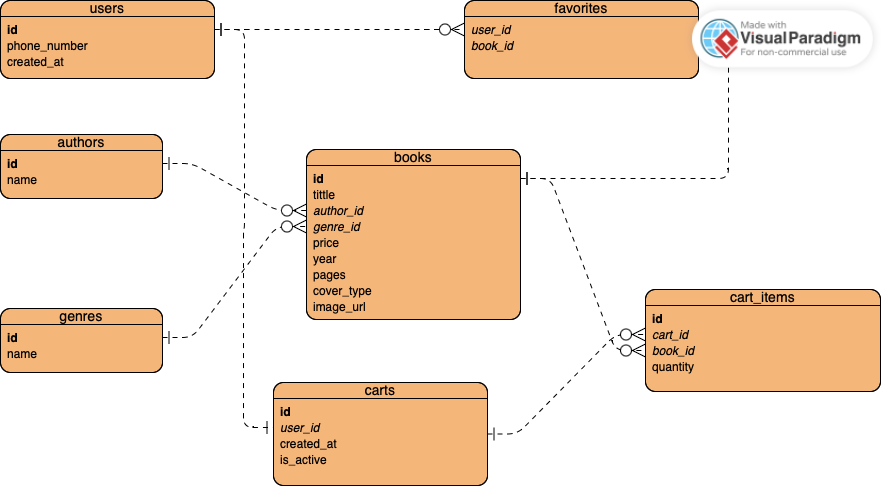 users
id
phone_number
created_at
favorites
user_id
book_id
Made with
VisualParadigm
For non-commercial use
authors
id
name
books
id
tittle
author_id
genre_id
price
year
pages
cover_type
image_url
genres
id
name
cart_items
id
cart_id
book_id
quantity
carts
id
user_id
created_at
is_active